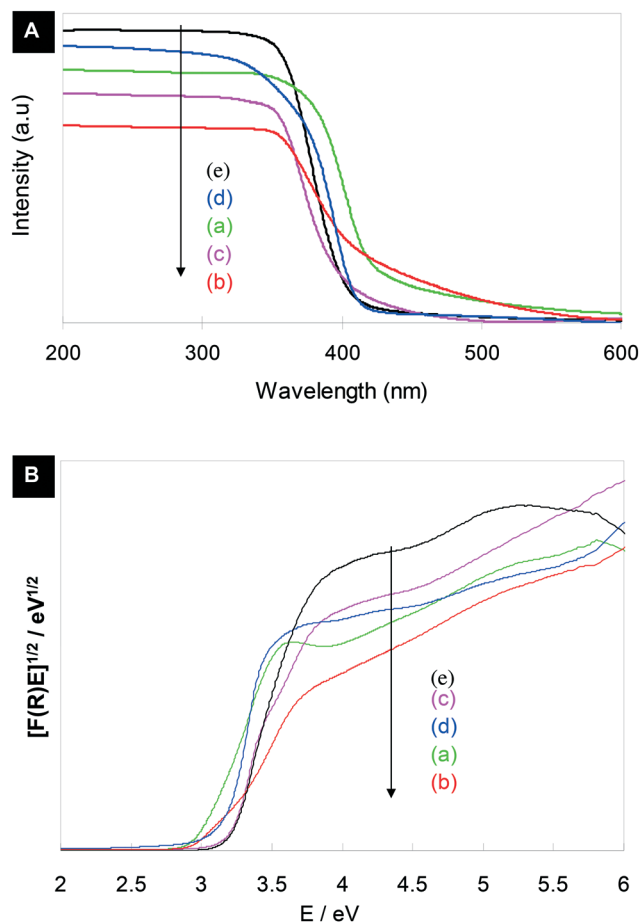 A
Intensity (a.u)
(e)
(d)
(a)
(c)
(b)
200 300 400 500 600
Wavelength (nm)
B
[F(R)E]1/2 / eV1/2
(e)
(c)
(d)
(a)
(b)
2 2.5 3 3.5 4 4.5 5 5.5 6
E / eV